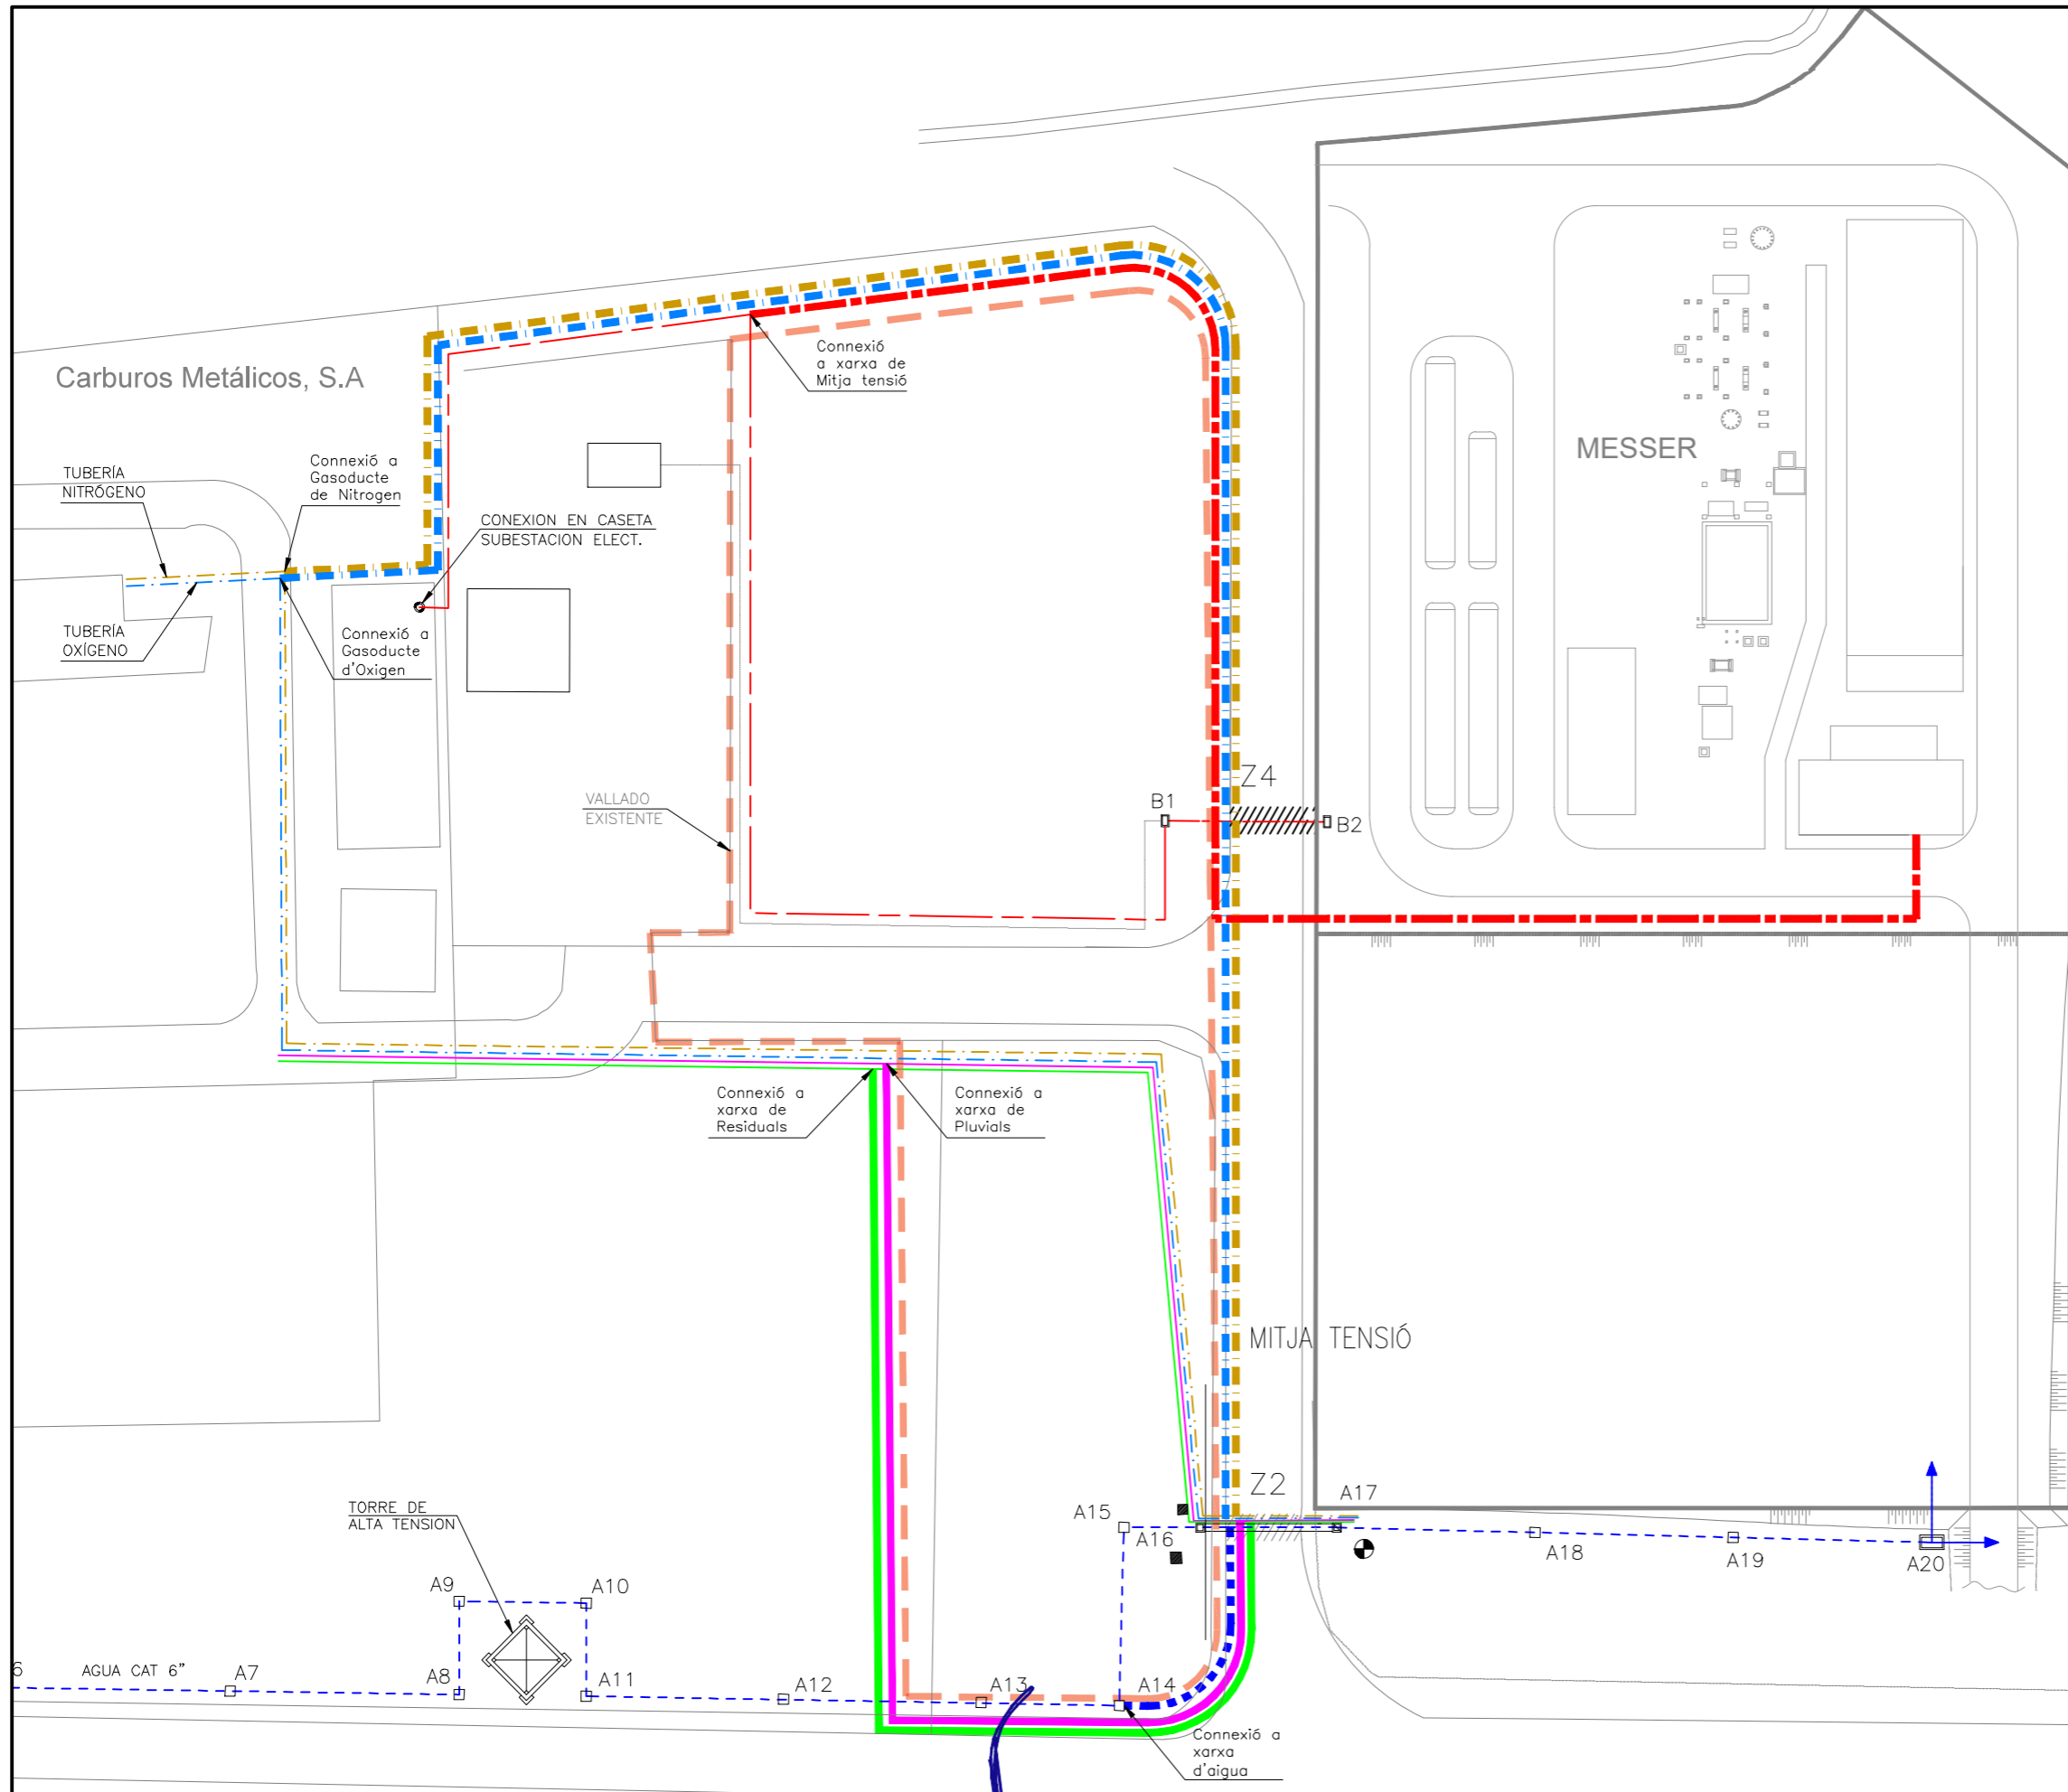 Connexió
a xarxa de
Mitja tensió
Carburos Metálicos, S.A
MESSER
TUBERÍA
NITRÓGENO
Connexió a
Gasoducte
de Nitrogen
CONEXION EN CASETA
SUBESTACION ELECT.
TUBERÍA
OXÍGENO
Connexió a
Gasoducte
d'Oxigen
Z4
VALLADO
EXISTENTE
B1
B2
Connexió a
xarxa de
Residuals
Connexió a
xarxa de
Pluvials
MITJA TENSIÓ
Z2
A17
TORRE DE
ALTA TENSION
A15
A16
A18
A19
A20
A9
A10
6
AGUA CAT 6"
A7
A8
A11
A12
A13
A14
Connexió a
xarxa
d'aigua